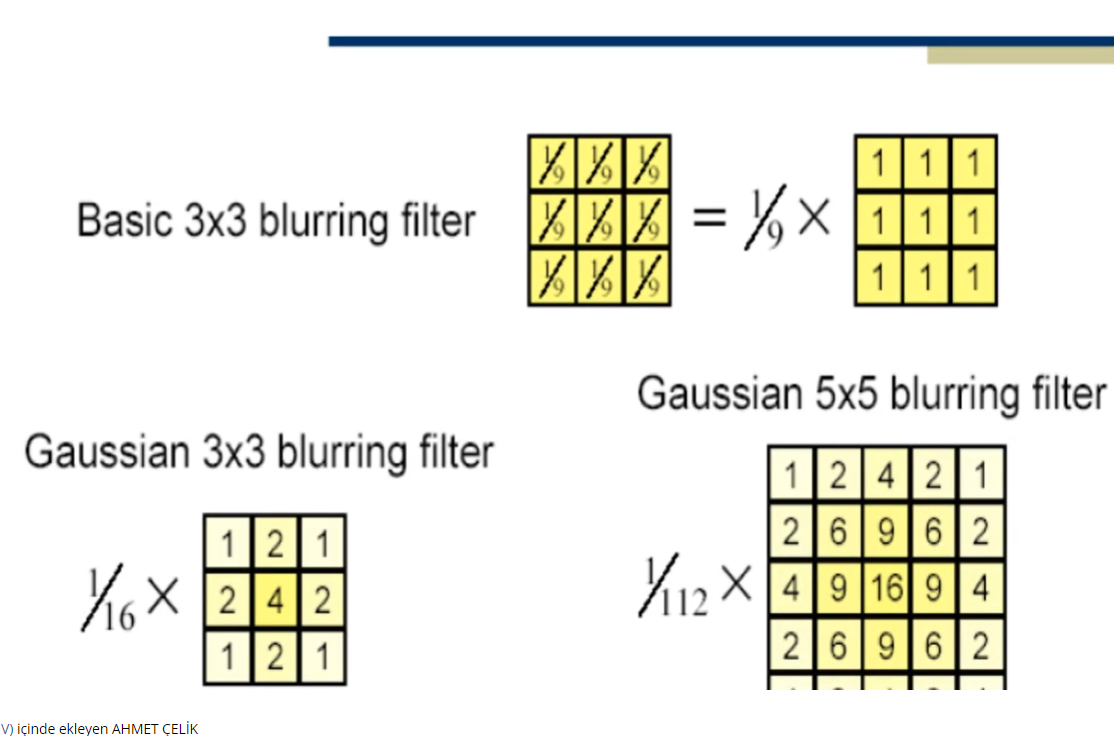 Basic 3x3 blurring filter
1/9 1/9 1/9
1/9 1/9 1/9
1/9 1/9 1/9
= 1/9 ×
1 1 1
1 1 1
1 1 1
Gaussian 3x3 blurring filter
1/16 ×
1 2 1
2 4 2
1 2 1
Gaussian 5x5 blurring filter
1/112 ×
1 2 4 2 1
2 6 9 6 2
4 9 16 9 4
2 6 9 6 2
V) içinde ekleyen AHMET ÇELİK